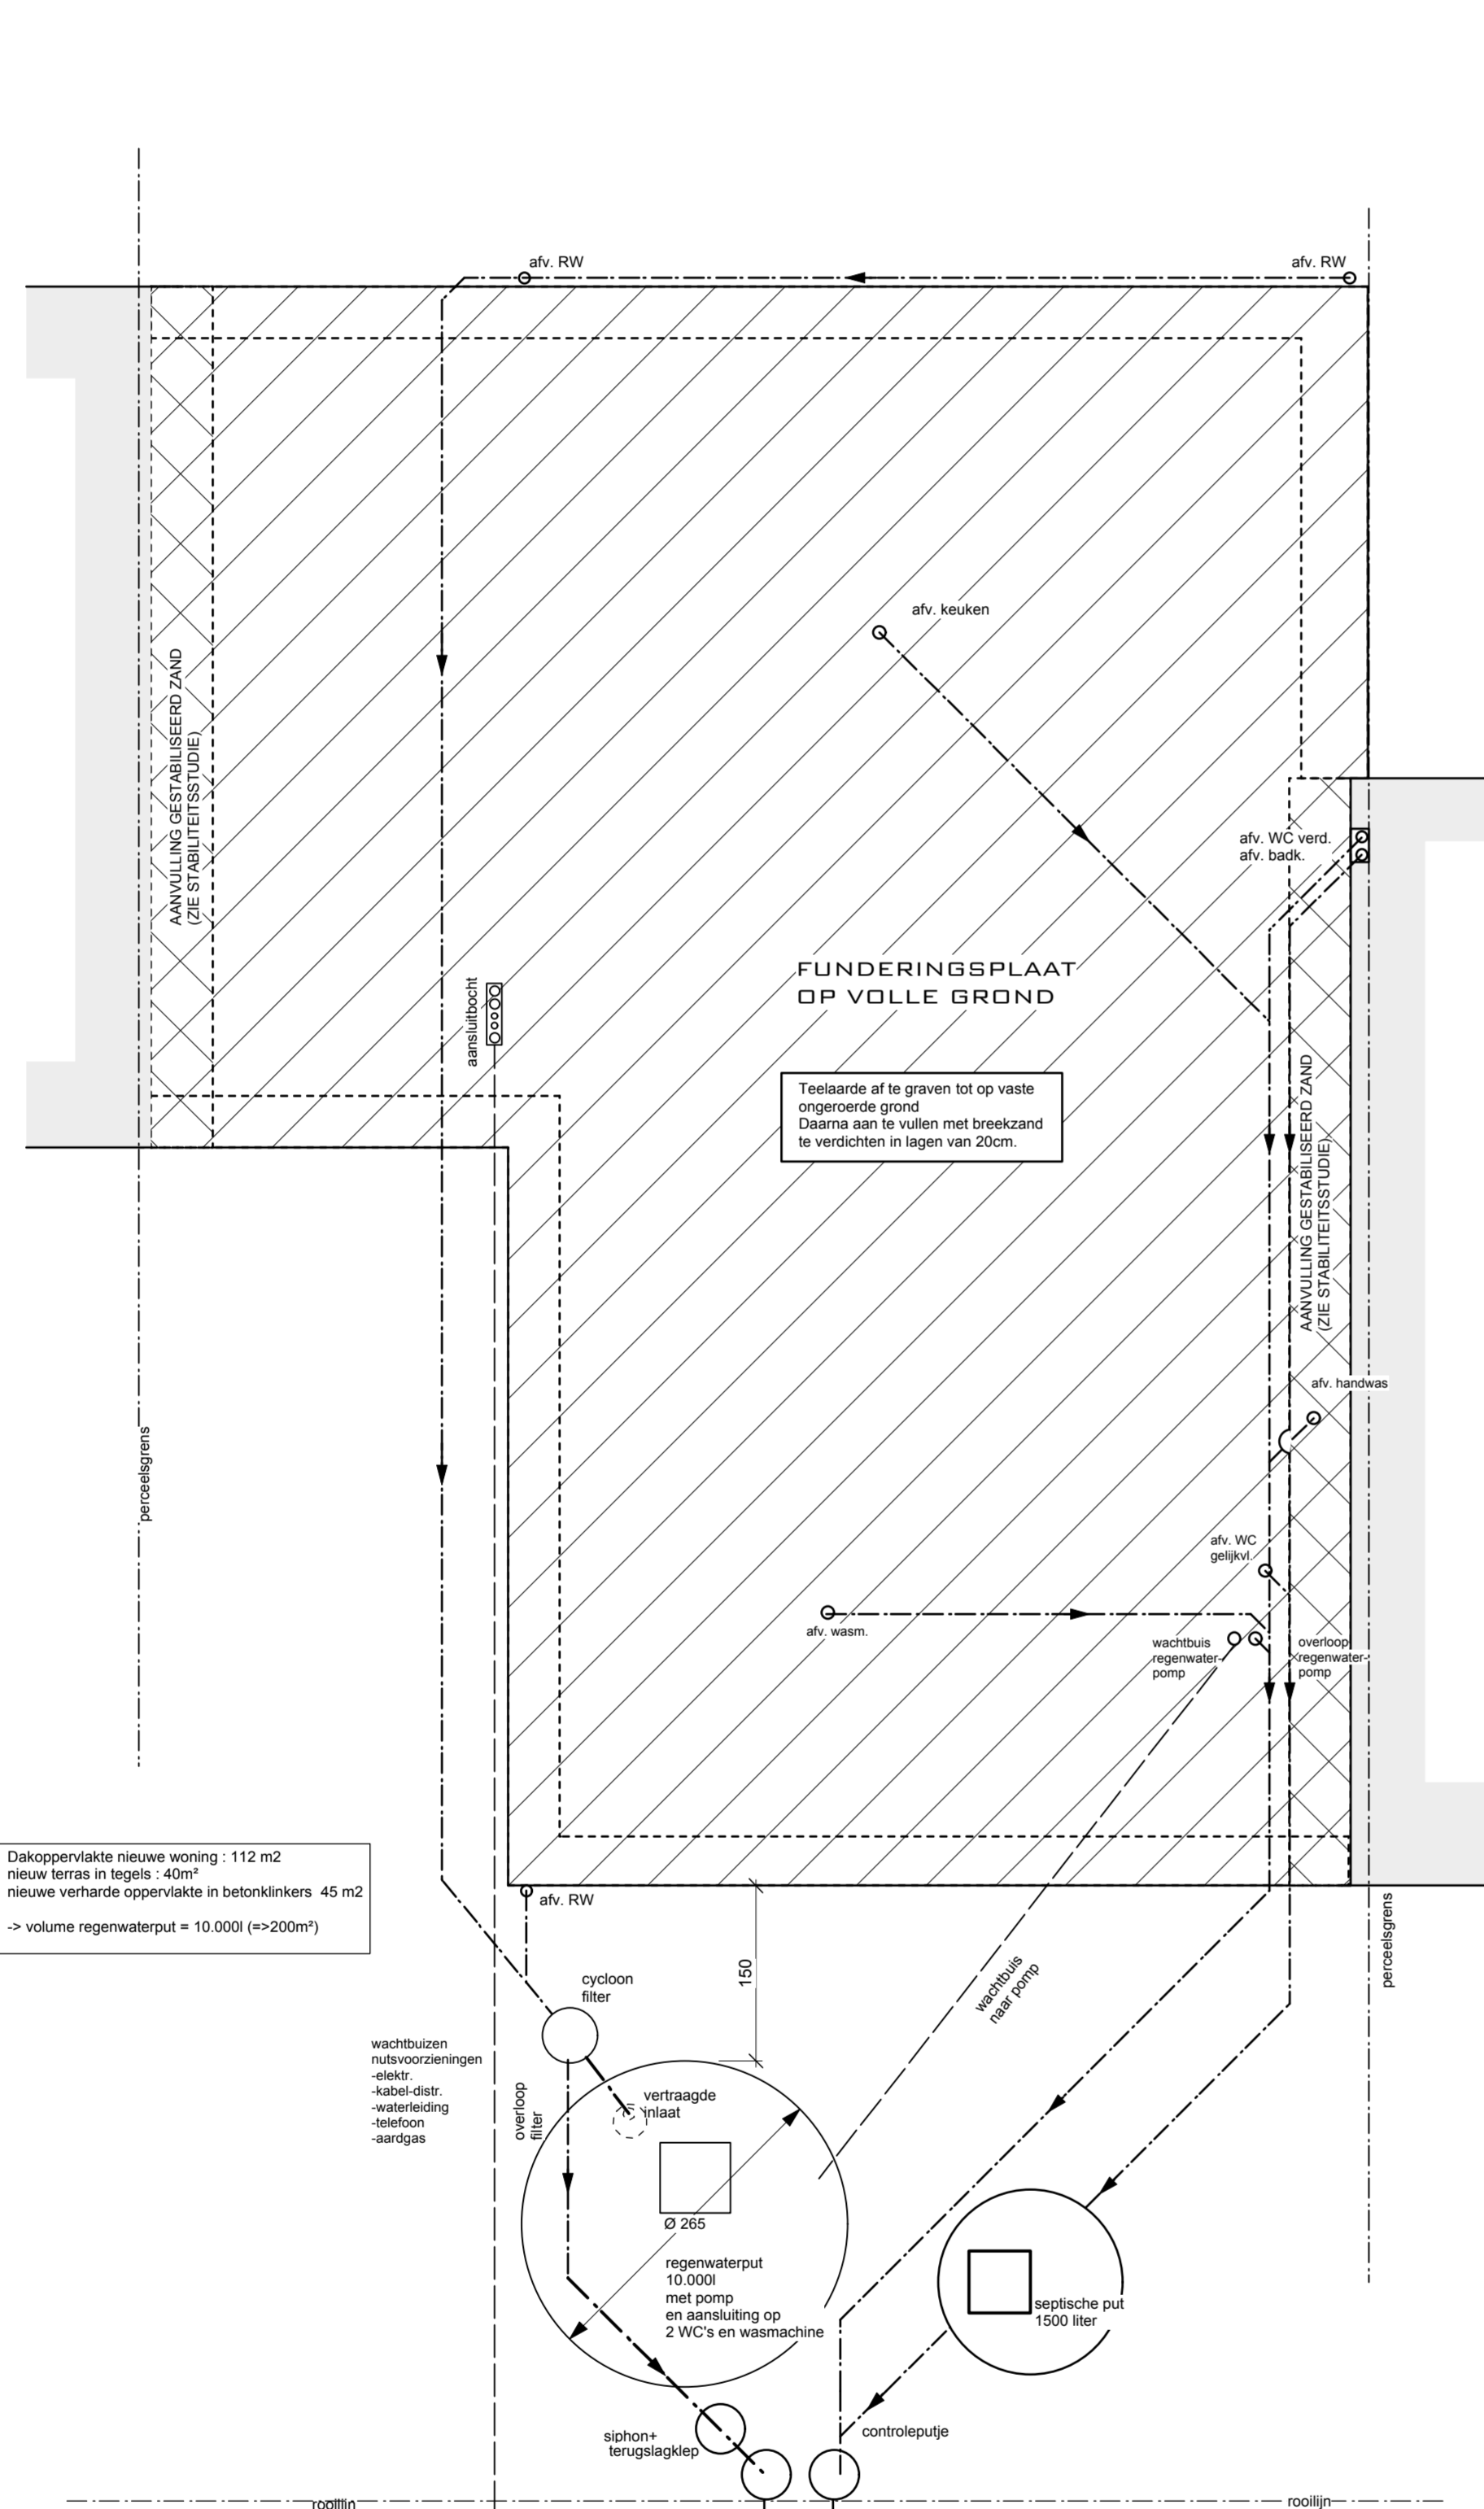 afv. RW
afv. RW
afv. keuken
AANVULLING GESTABILISEERD ZAND
(ZIE STABILITEITSSTUDIE)
afv. WC verd.
afv. badk.
FUNDERINGSPLAAT
OP VOLLE GROND
aansluitbocht
Teelaarde af te graven tot op vaste
ongeroerde grond
Daarna aan te vullen met breekzand
te verdichten in lagen van 20cm.
AANVULLING GESTABILISEERD ZAND
(ZIE STABILITEITSSTUDIE)
afv. handwas
perceelsgrens
afv. WC
gelijkvl.
afv. wasm.
wachtbuis
regenwater-
pomp
overloop
regenwater-
pomp
Dakoppervlakte nieuwe woning : 112 m2
nieuw terras in tegels : 40m²
nieuwe verharde oppervlakte in betonklinkers 45 m2
-> volume regenwaterput = 10.000l (=>200m²)
afv. RW
perceelsgrens
150
wachtbuis
naar pomp
cycloon
filter
wachtbuizen
nutsvoorzieningen
-elektr.
-kabel-distr.
-waterleiding
-telefoon
-aardgas
overloop
filter
vertraagde
inlaat
Ø 265
regenwaterput
10.000l
met pomp
en aansluiting op
2 WC's en wasmachine
septische put
1500 liter
siphon+
terugslagklep
controleputje
rooilijn
rooilijn